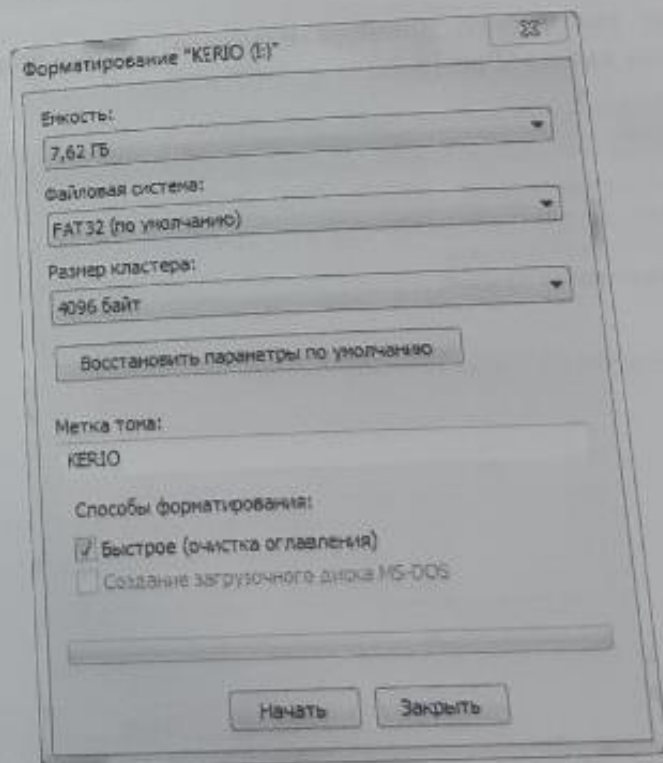 Форматирование "KERIO (I:)"
Емкость:
7,62 ГБ
Файловая система:
FAT32 (по умолчанию)
Размер кластера:
4096 байт
Восстановить параметры по умолчанию
Метка тома:
KERIO
Способы форматирования:
Быстрое (очистка оглавления)
Создание загрузочного диска MS-DOS
Начать
Закрыть